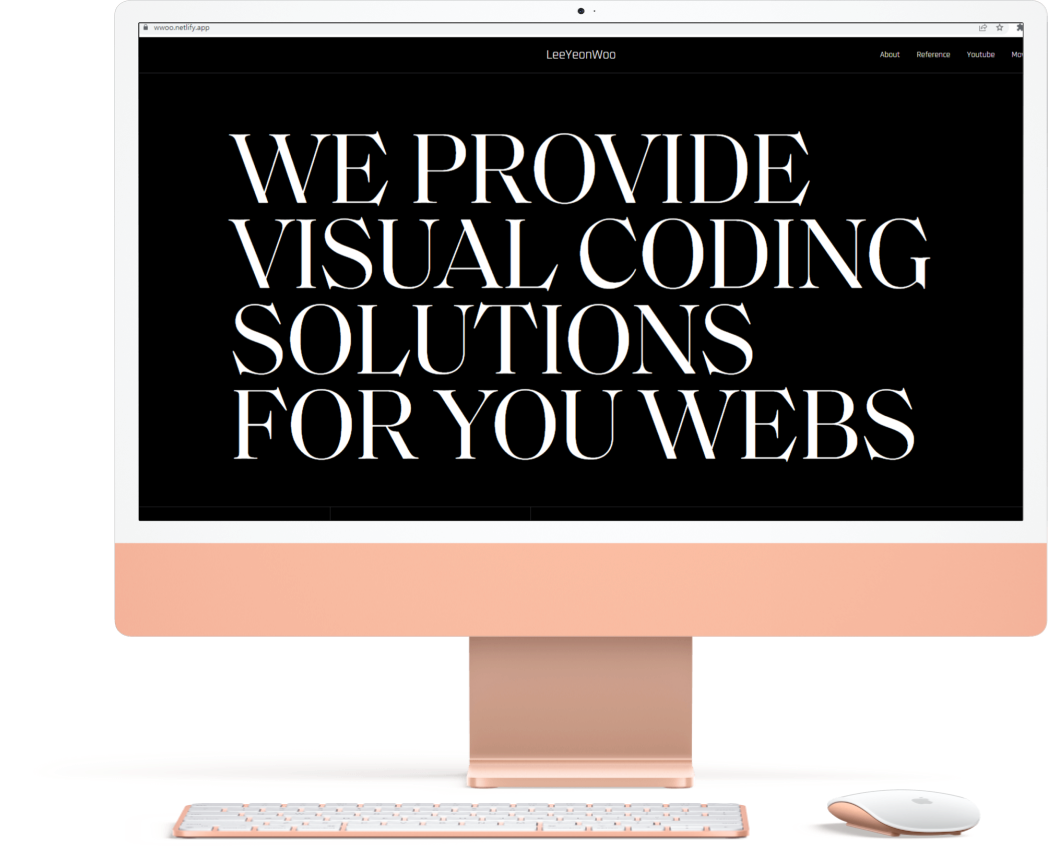 wwoo.netlify.app
LeeYeonWoo
About Reference Youtube
WE PROVIDE
VISUAL CODING
SOLUTIONS
FOR YOU WEBS